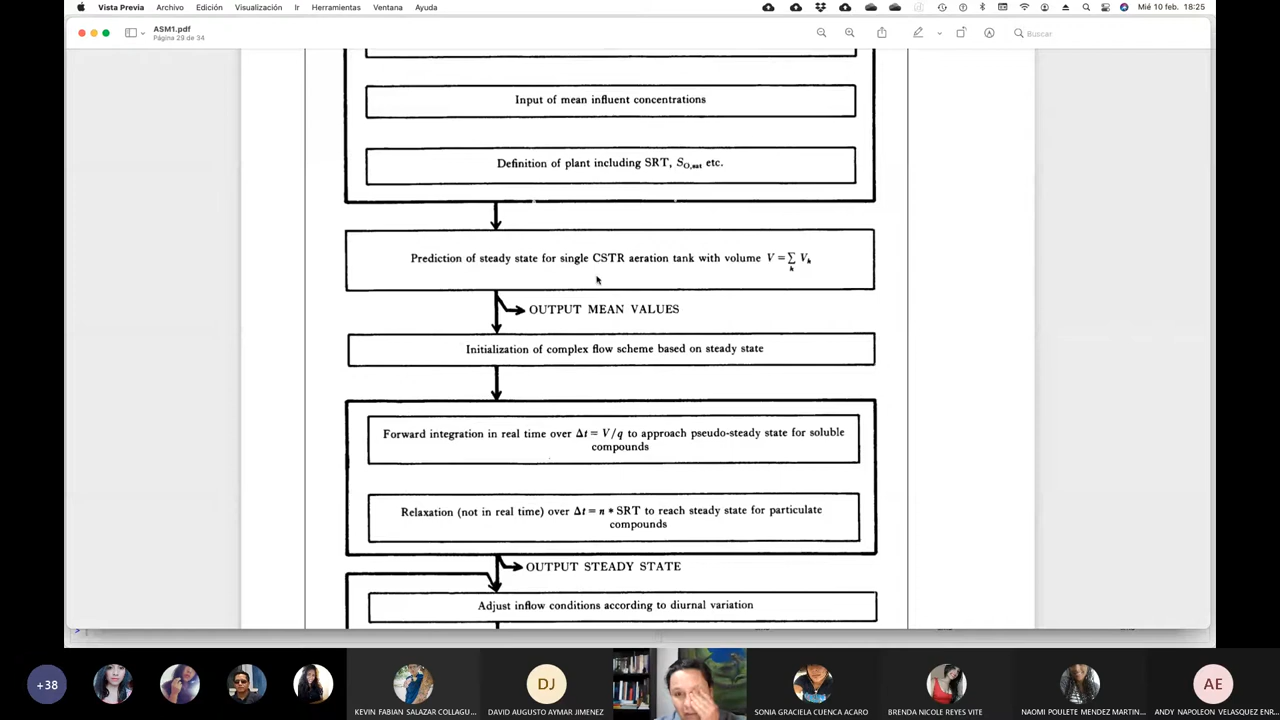 Vista Previa Archivo Edición Visualización Ir Herramientas Ventana Ayuda
Mié 10 feb. 18:25
ASM1.pdf
Página 29 de 34
Buscar
Input of mean influent concentrations
Definition of plant including SRT, S_O,sat etc.
Prediction of steady state for single CSTR aeration tank with volume V = ∑_k V_k
OUTPUT MEAN VALUES
Initialization of complex flow scheme based on steady state
Forward integration in real time over Δt = V/q to approach pseudo-steady state for soluble
compounds
Relaxation (not in real time) over Δt = n * SRT to reach steady state for particulate
compounds
OUTPUT STEADY STATE
Adjust inflow conditions according to diurnal variation
+38
DJ
AE
KEVIN FABIAN SALAZAR COLLAGU...
DAVID AUGUSTO AYMAR JIMENEZ
SONIA GRACIELA CUENCA ACARO
BRENDA NICOLE REYES VITE
NAOMI POULETE MENDEZ MARTIN...
ANDY NAPOLEON VELASQUEZ ENR...